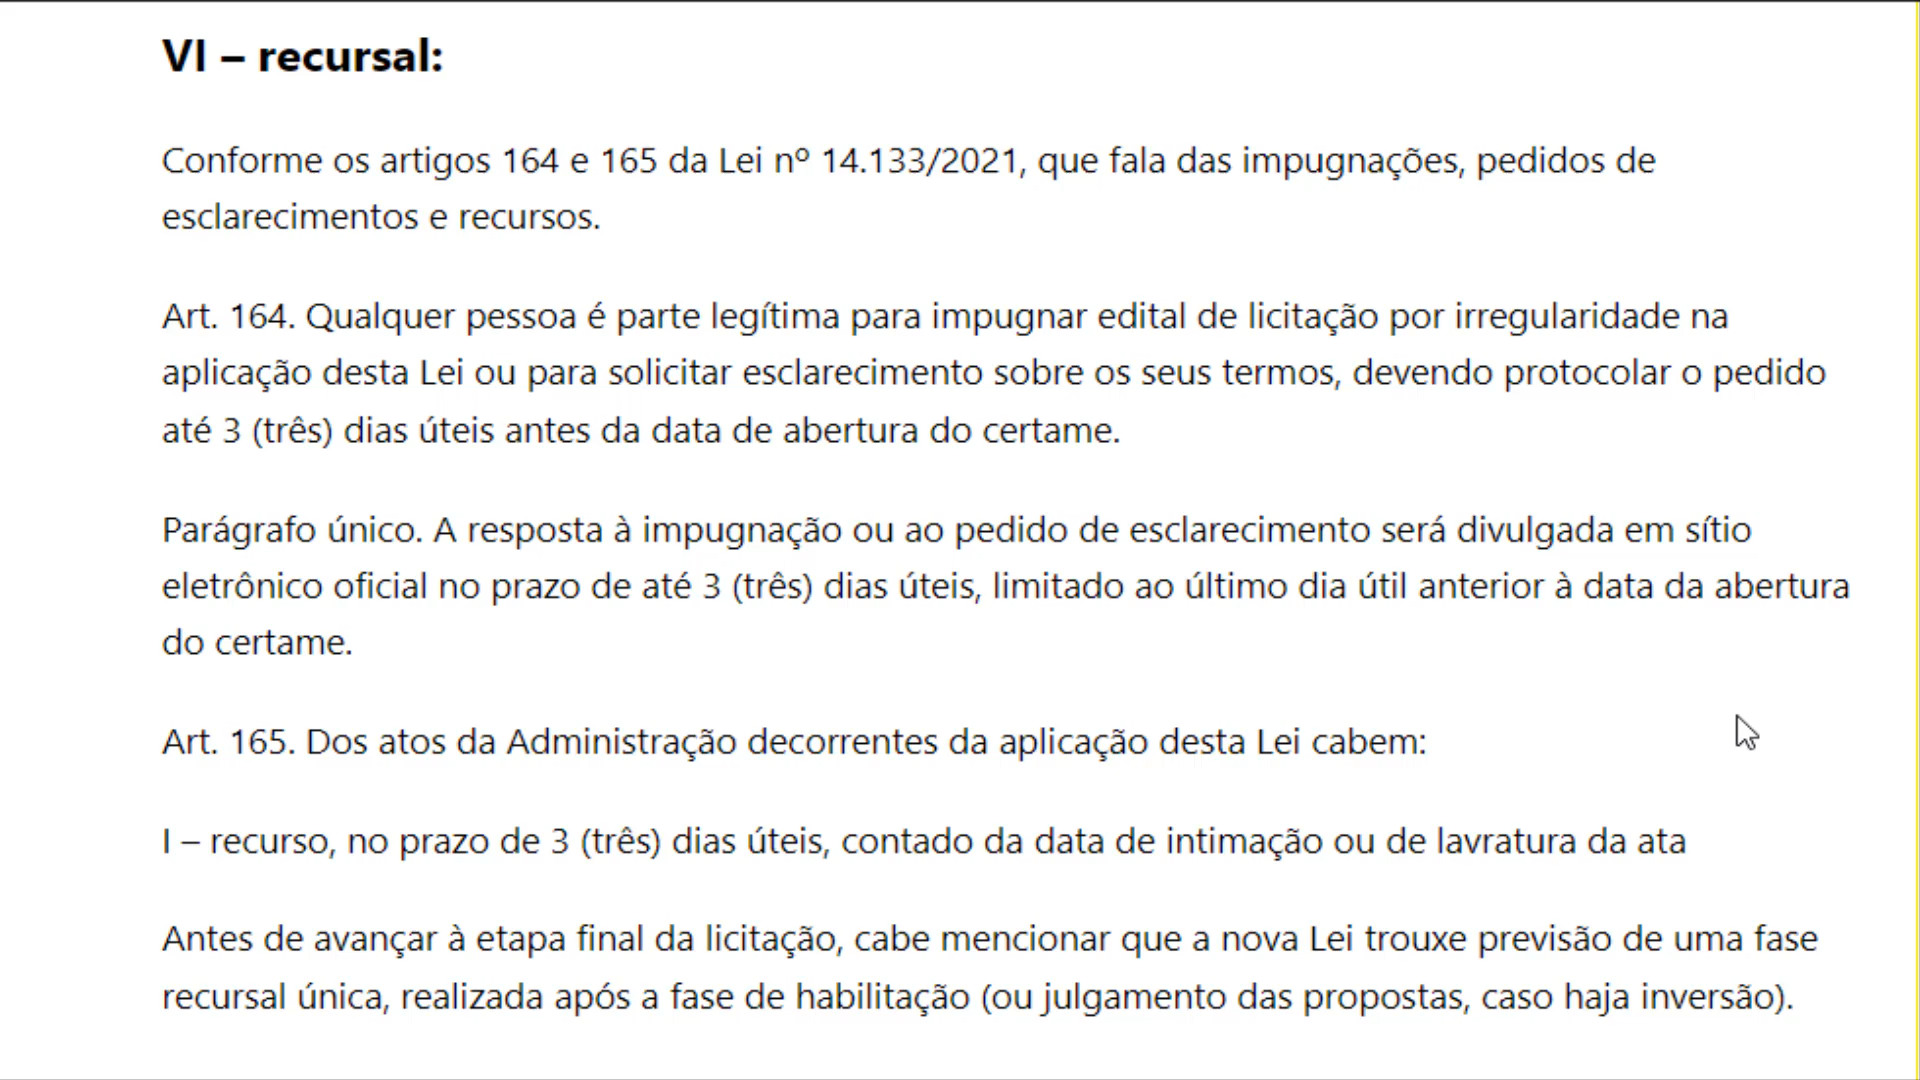 VI – recursal:
Conforme os artigos 164 e 165 da Lei nº 14.133/2021, que fala das impugnações, pedidos de
esclarecimentos e recursos.
Art. 164. Qualquer pessoa é parte legítima para impugnar edital de licitação por irregularidade na
aplicação desta Lei ou para solicitar esclarecimento sobre os seus termos, devendo protocolar o pedido
até 3 (três) dias úteis antes da data de abertura do certame.
Parágrafo único. A resposta à impugnação ou ao pedido de esclarecimento será divulgada em sítio
eletrônico oficial no prazo de até 3 (três) dias úteis, limitado ao último dia útil anterior à data da abertura
do certame.
Art. 165. Dos atos da Administração decorrentes da aplicação desta Lei cabem:
I – recurso, no prazo de 3 (três) dias úteis, contado da data de intimação ou de lavratura da ata
Antes de avançar à etapa final da licitação, cabe mencionar que a nova Lei trouxe previsão de uma fase
recursal única, realizada após a fase de habilitação (ou julgamento das propostas, caso haja inversão).